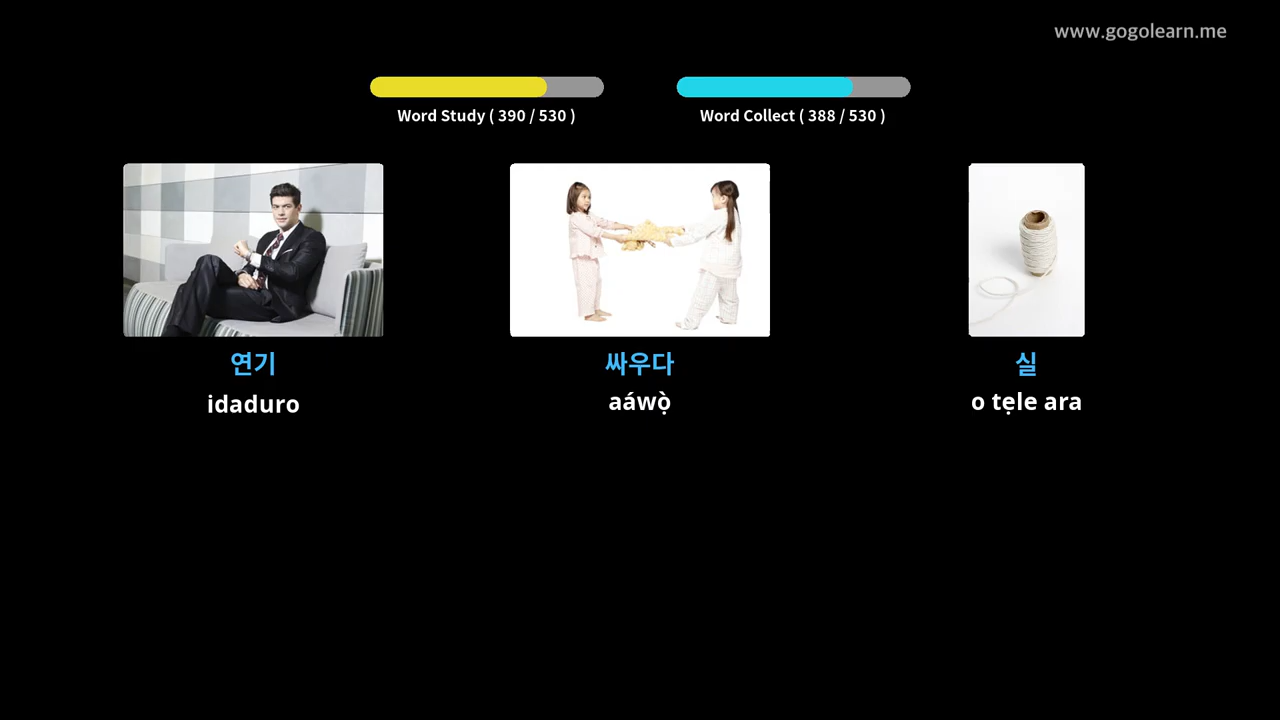 www.gogolearn.me
Word Study ( 390 / 530 )
Word Collect ( 388 / 530 )
연기
싸우다
실
idaduro
aáwọ̀
o tẹle ara